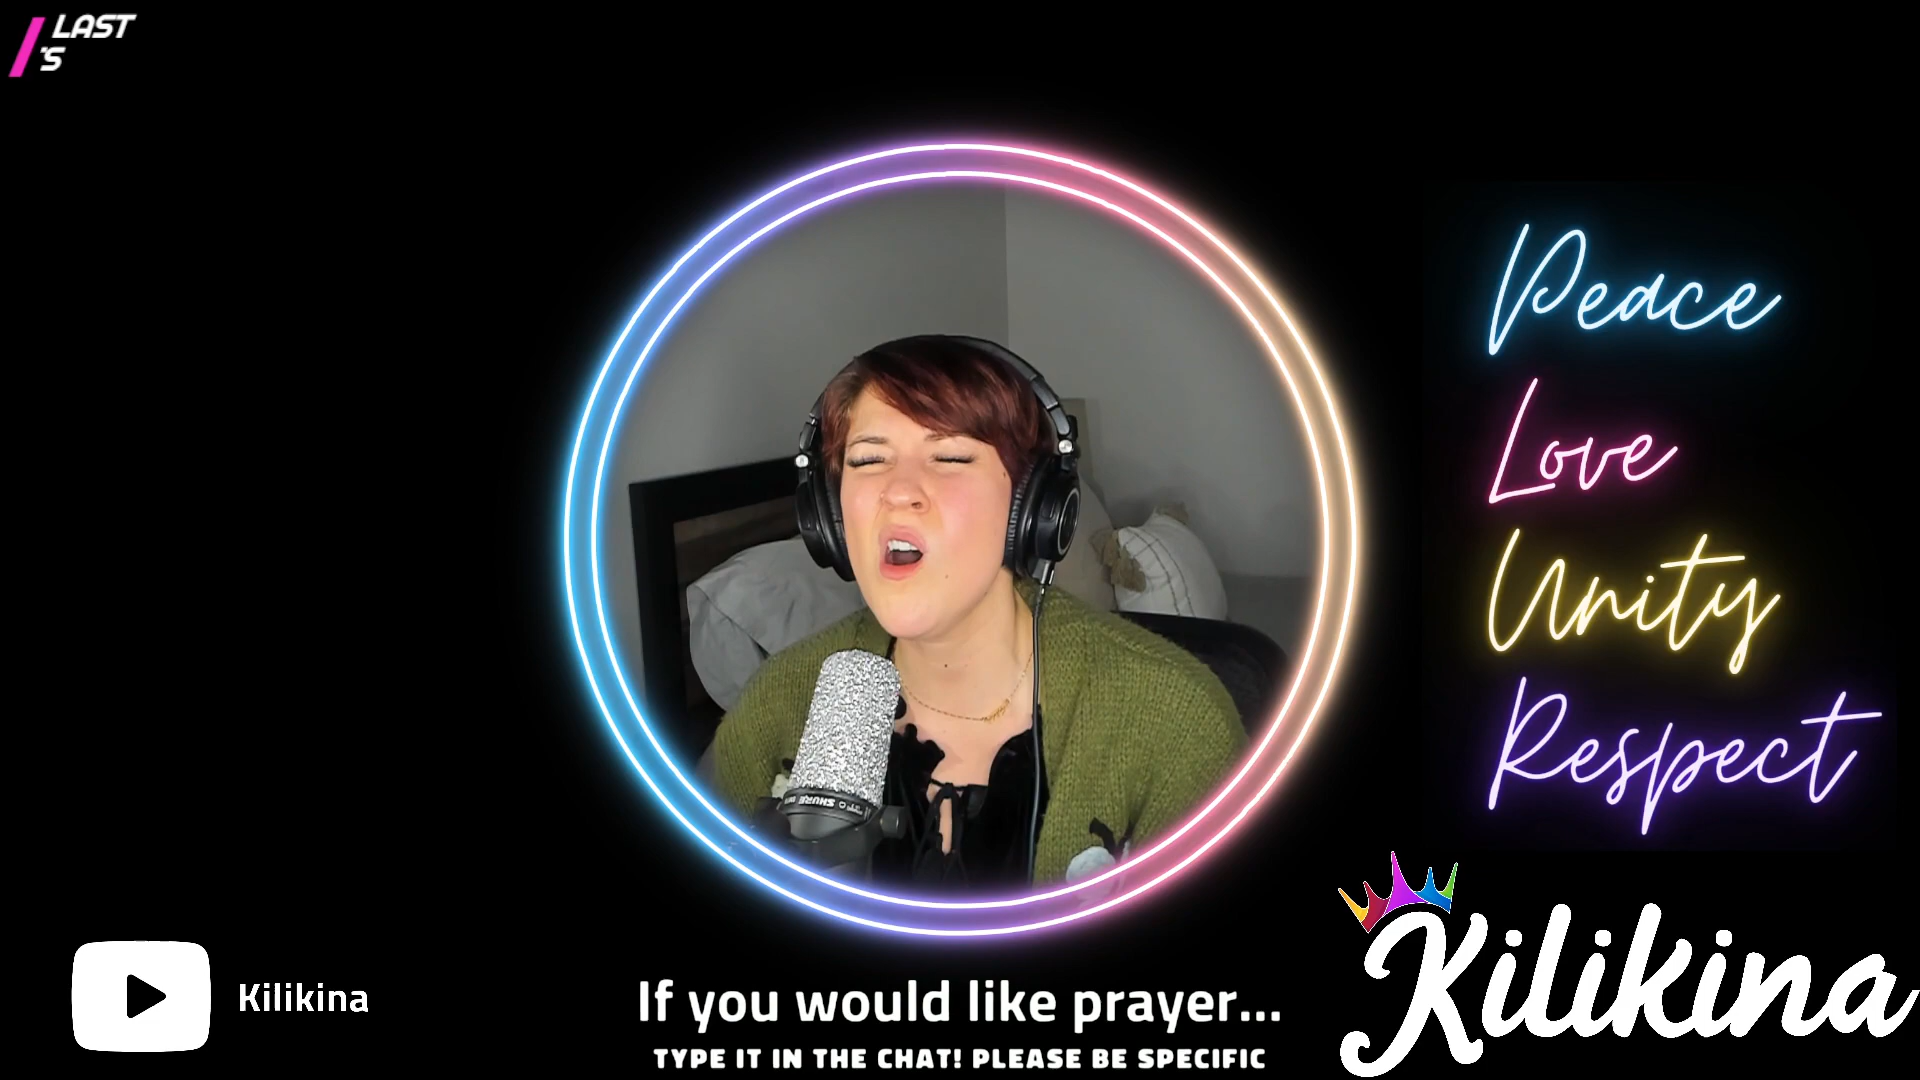 LAST
'S
Peace
Love
Unity
Respect
Kilikina
Kilikina
If you would like prayer...
TYPE IT IN THE CHAT! PLEASE BE SPECIFIC
SHURE